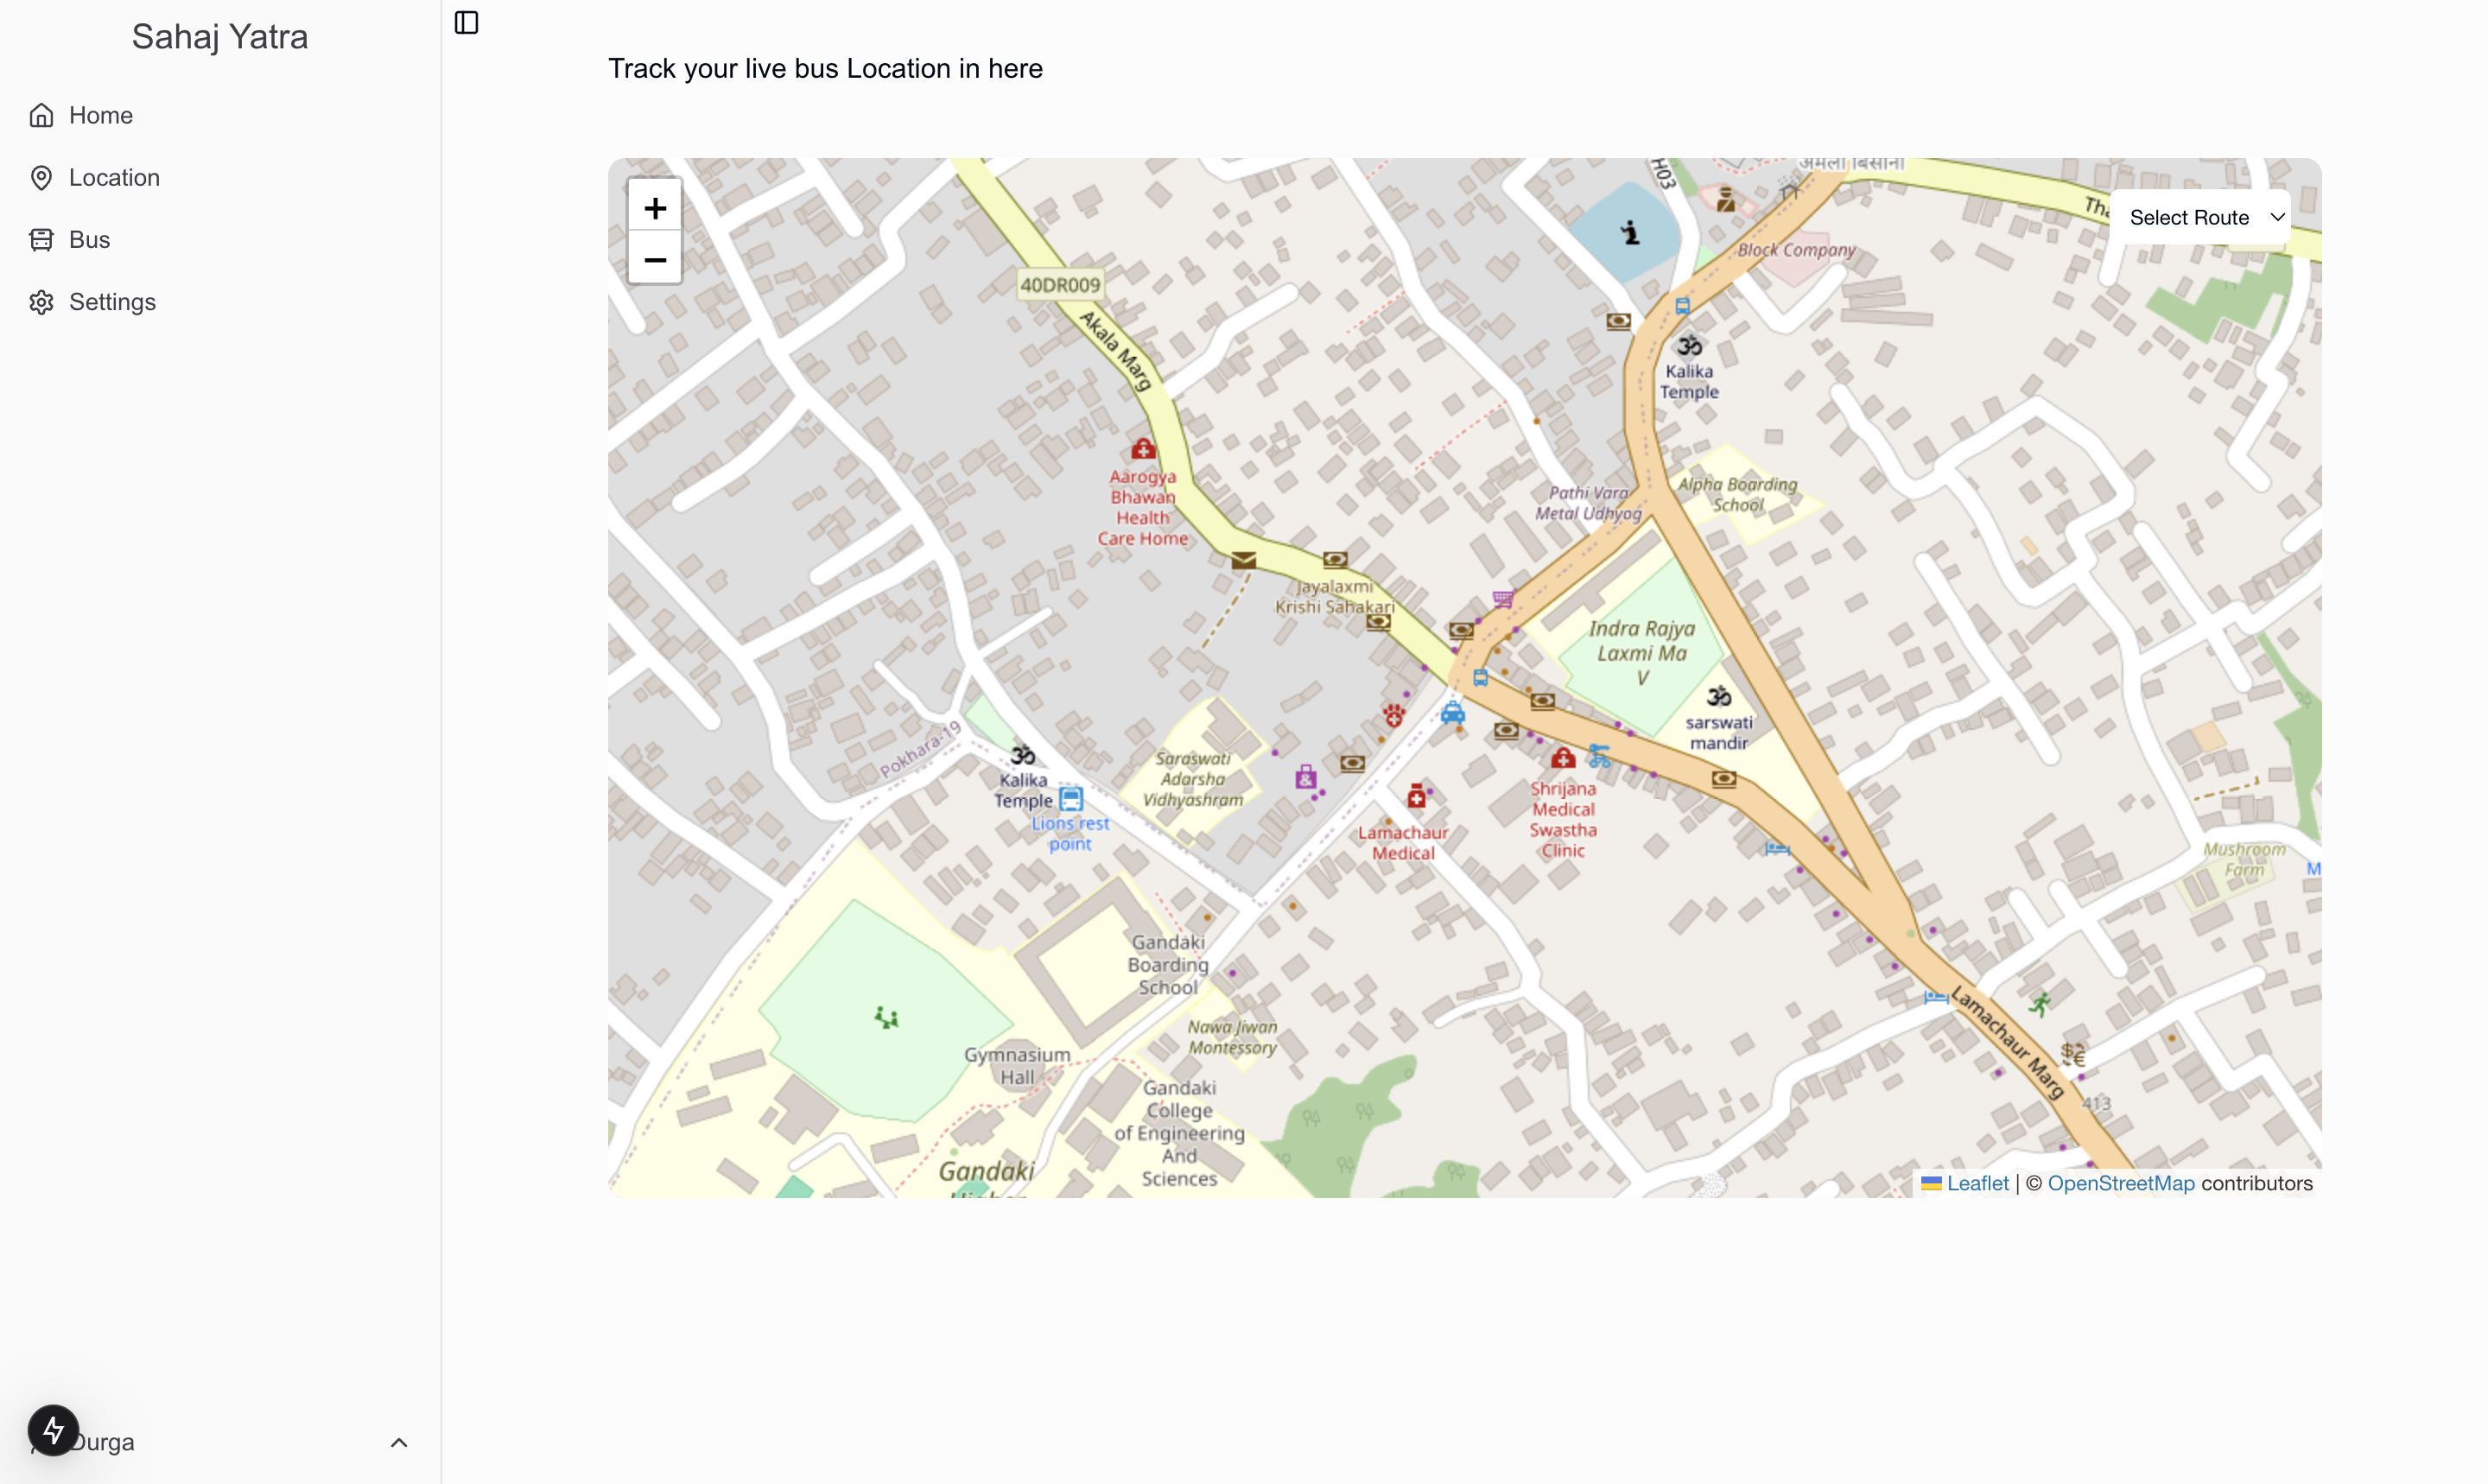 Sahaj Yatra
Home
Location
Bus
Settings
Durga
Track your live bus Location in here
+
−
Select Route
H03
Block Company
40DR009
Akala Marg
Kalika
Temple
Aarogya
Bhawan
Health
Care Home
Pathi Vara
Metal Udhyog
Alpha Boarding
School
Jayalaxmi
Krishi Sahakari
Indra Rajya
Laxmi Ma
V
sarswati
mandir
Pokhara-19
Kalika
Temple
Lions rest
point
Saraswati
Adarsha
Vidhyashram
Lamachaur
Medical
Shrijana
Medical
Swastha
Clinic
Mushroom
Farm
M
Gandaki
Boarding
School
Nawa Jiwan
Montessory
Gymnasium
Hall
Gandaki
College
of Engineering
And
Sciences
Gandaki
Lamachaur Marg
413
Leaflet | © OpenStreetMap contributors